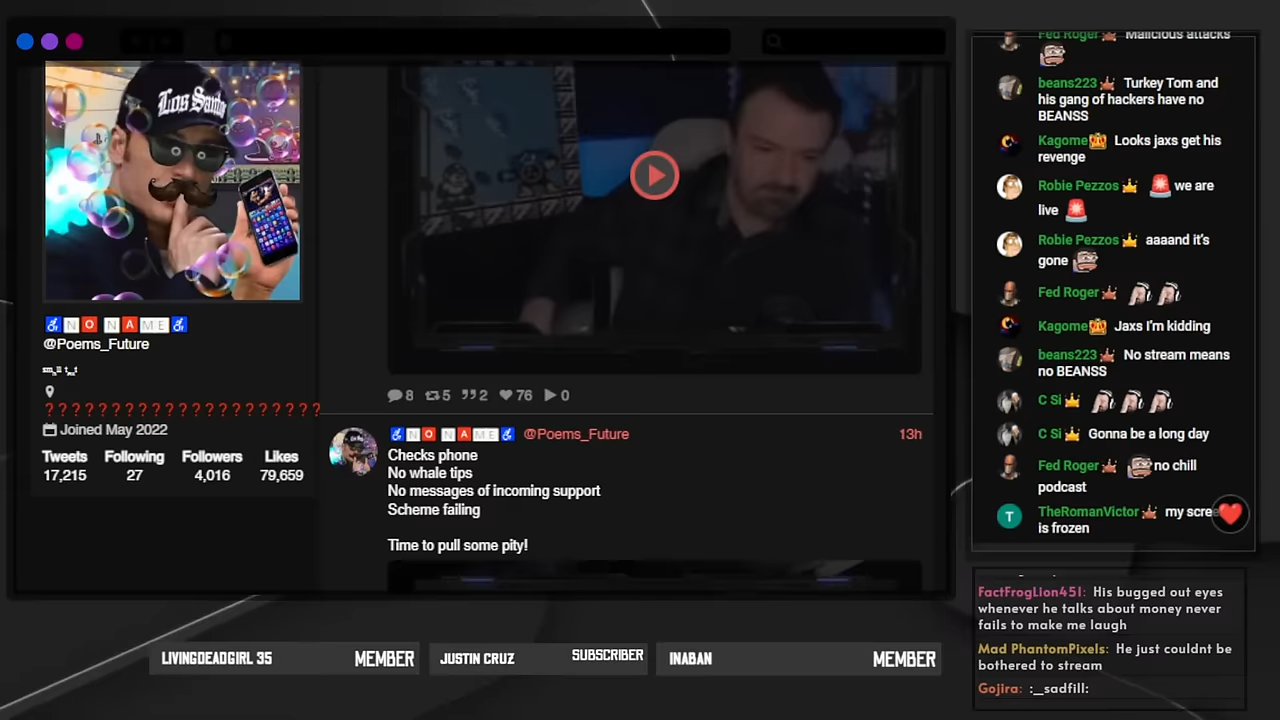 Los Santos
NO NAME
@Poems_Future
????????????????????
Joined May 2022
Tweets Following Followers Likes
17,215 27 4,016 79,659
8 5 2 76 0
NO NAME @Poems_Future 13h
Checks phone
No whale tips
No messages of incoming support
Scheme failing
Time to pull some pity!
Fed Roger Malicious attacks
beans223 Turkey Tom and
his gang of hackers have no
BEANSS
Kagome Looks jaxs get his
revenge
Robie Pezzos we are
live
Robie Pezzos aaaand it's
gone
Fed Roger
Kagome Jaxs I'm kidding
beans223 No stream means
no BEANSS
C Si
C Si Gonna be a long day
Fed Roger no chill
podcast
T TheRomanVictor my scre
is frozen
FactFrogLion451: His bugged out eyes
whenever he talks about money never
fails to make me laugh
Mad PhantomPixels: He just couldnt be
bothered to stream
Gojira: :_sadfill:
LIVINGDEADGIRL 35 MEMBER
JUSTIN CRUZ SUBSCRIBER
INABAN MEMBER